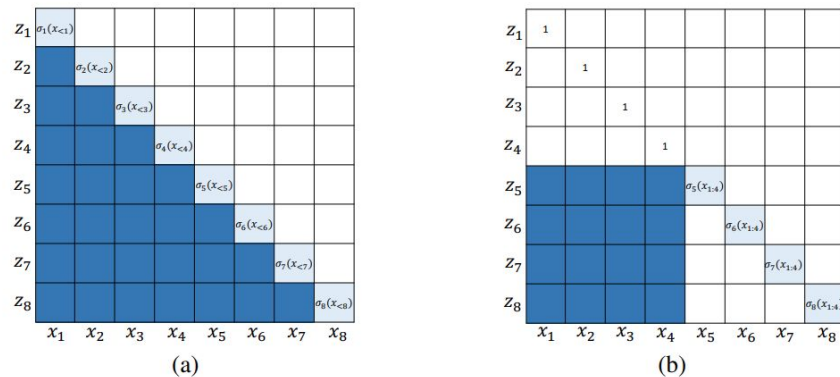 z₁ σ₁(x<₁)
z₂ σ₂(x<₂)
z₃ σ₃(x<₃)
z₄ σ₄(x<₄)
z₅ σ₅(x<₅)
z₆ σ₆(x<₆)
z₇ σ₇(x<₇)
z₈ σ₈(x<₈)
x₁ x₂ x₃ x₄ x₅ x₆ x₇ x₈
(a)
z₁ 1
z₂ 1
z₃ 1
z₄ 1
z₅ σ₅(x₁:₄)
z₆ σ₆(x₁:₄)
z₇ σ₇(x₁:₄)
z₈ σ₈(x₁:₄)
x₁ x₂ x₃ x₄ x₅ x₆ x₇ x₈
(b)